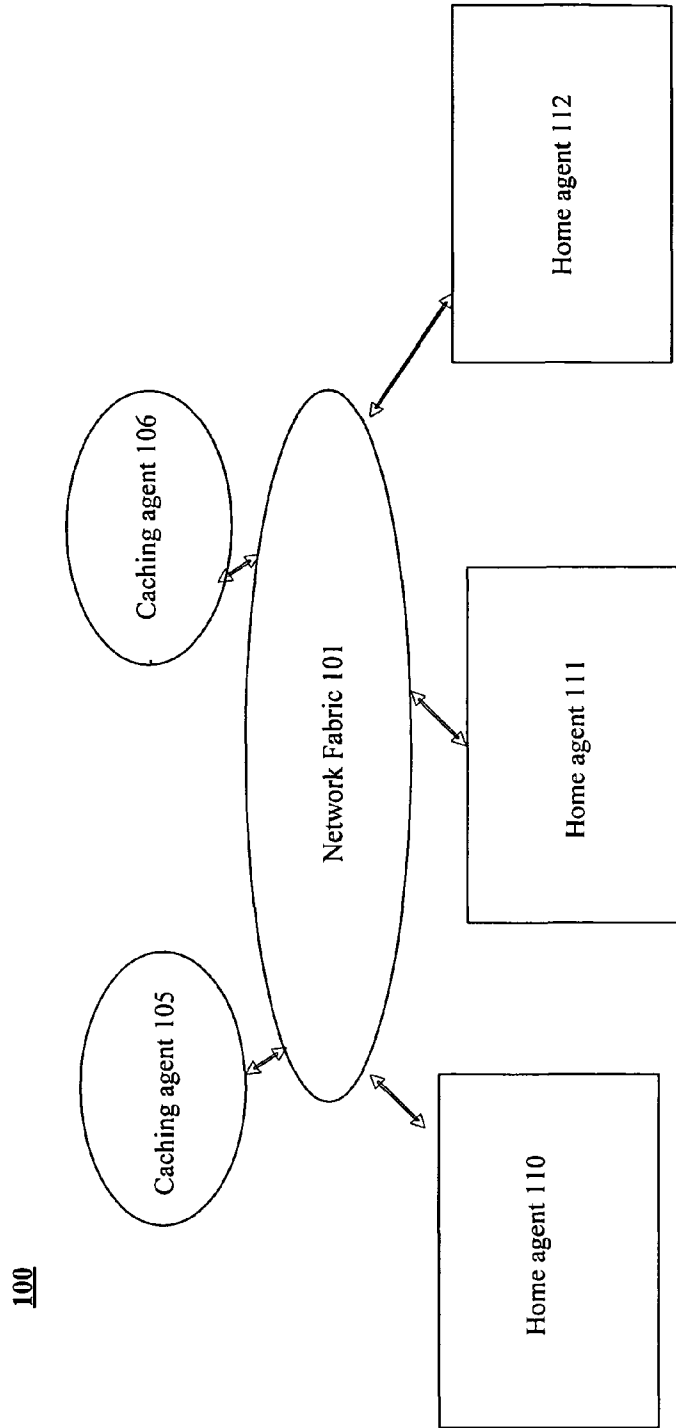 100
Caching agent 105
Caching agent 106
Network Fabric 101
Home agent 110
Home agent 111
Home agent 112